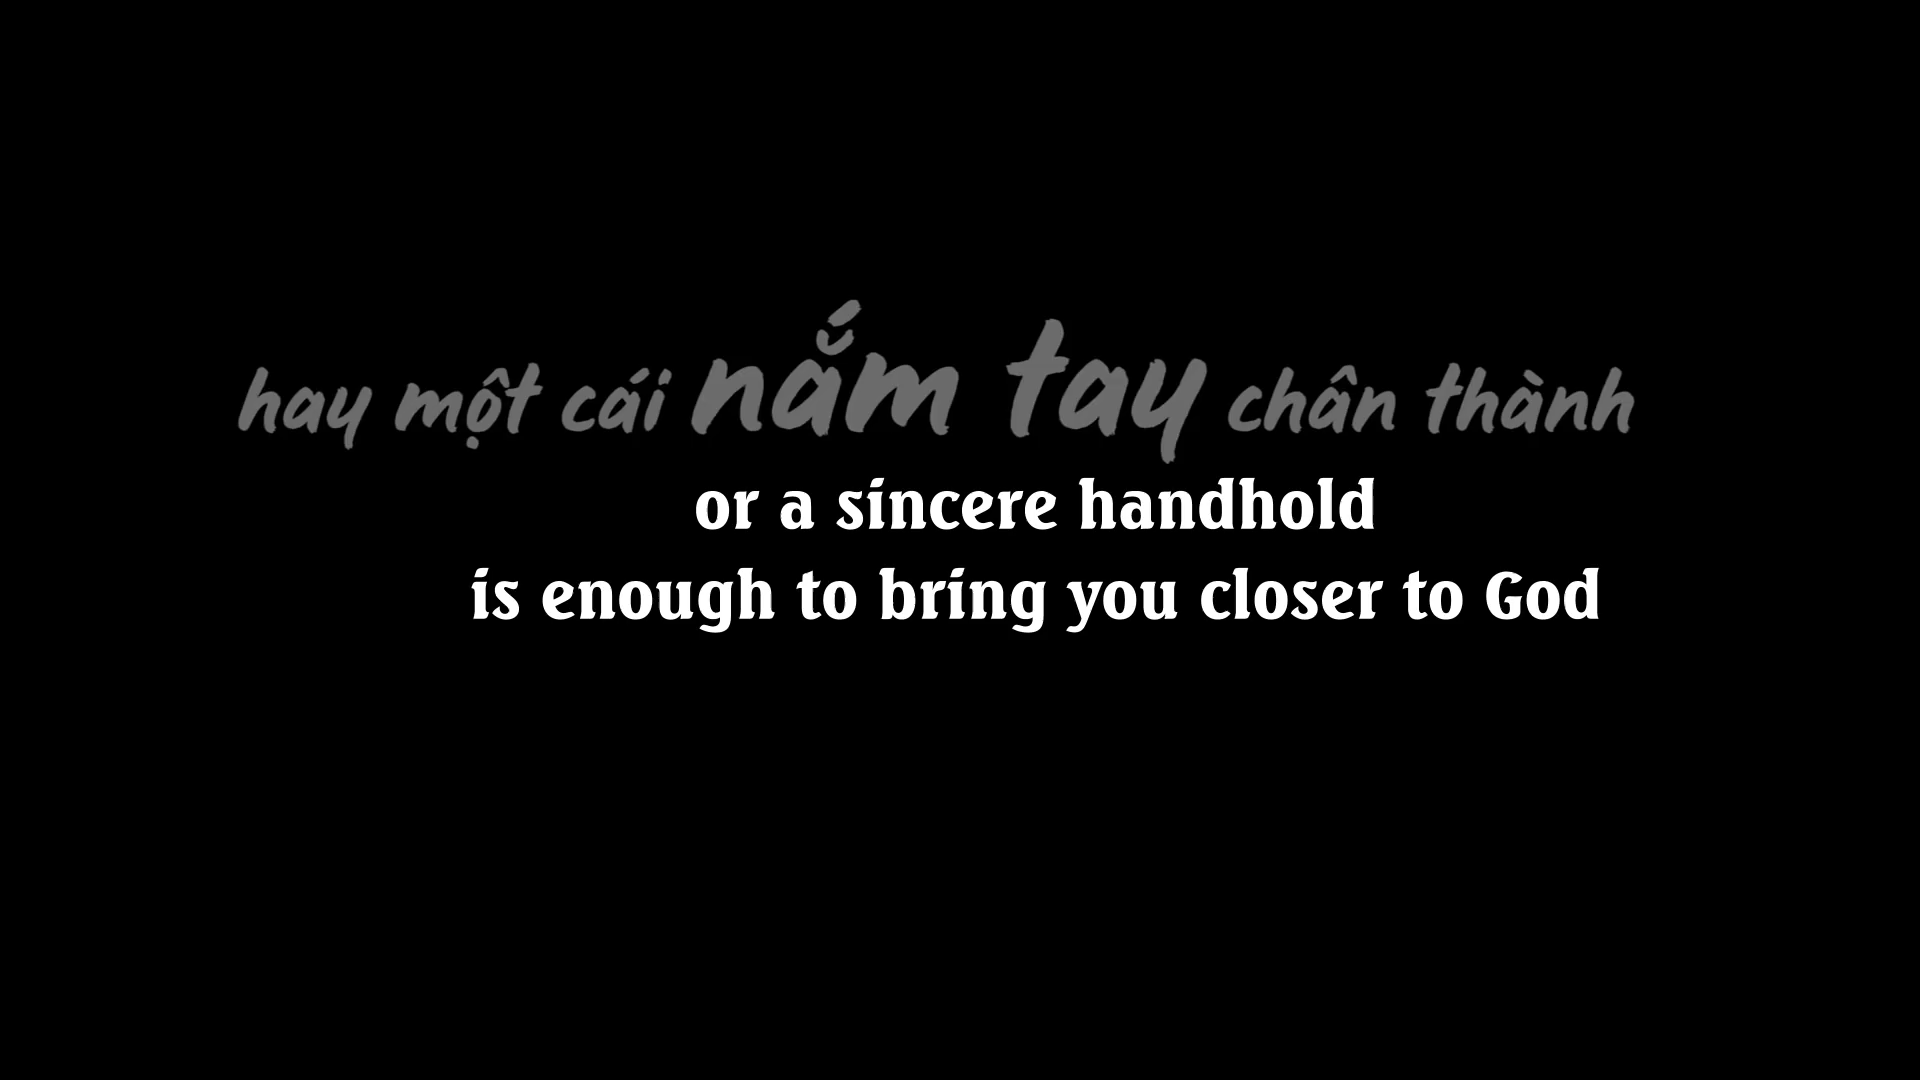 hay một cái nắm tay chân thành
or a sincere handhold
is enough to bring you closer to God